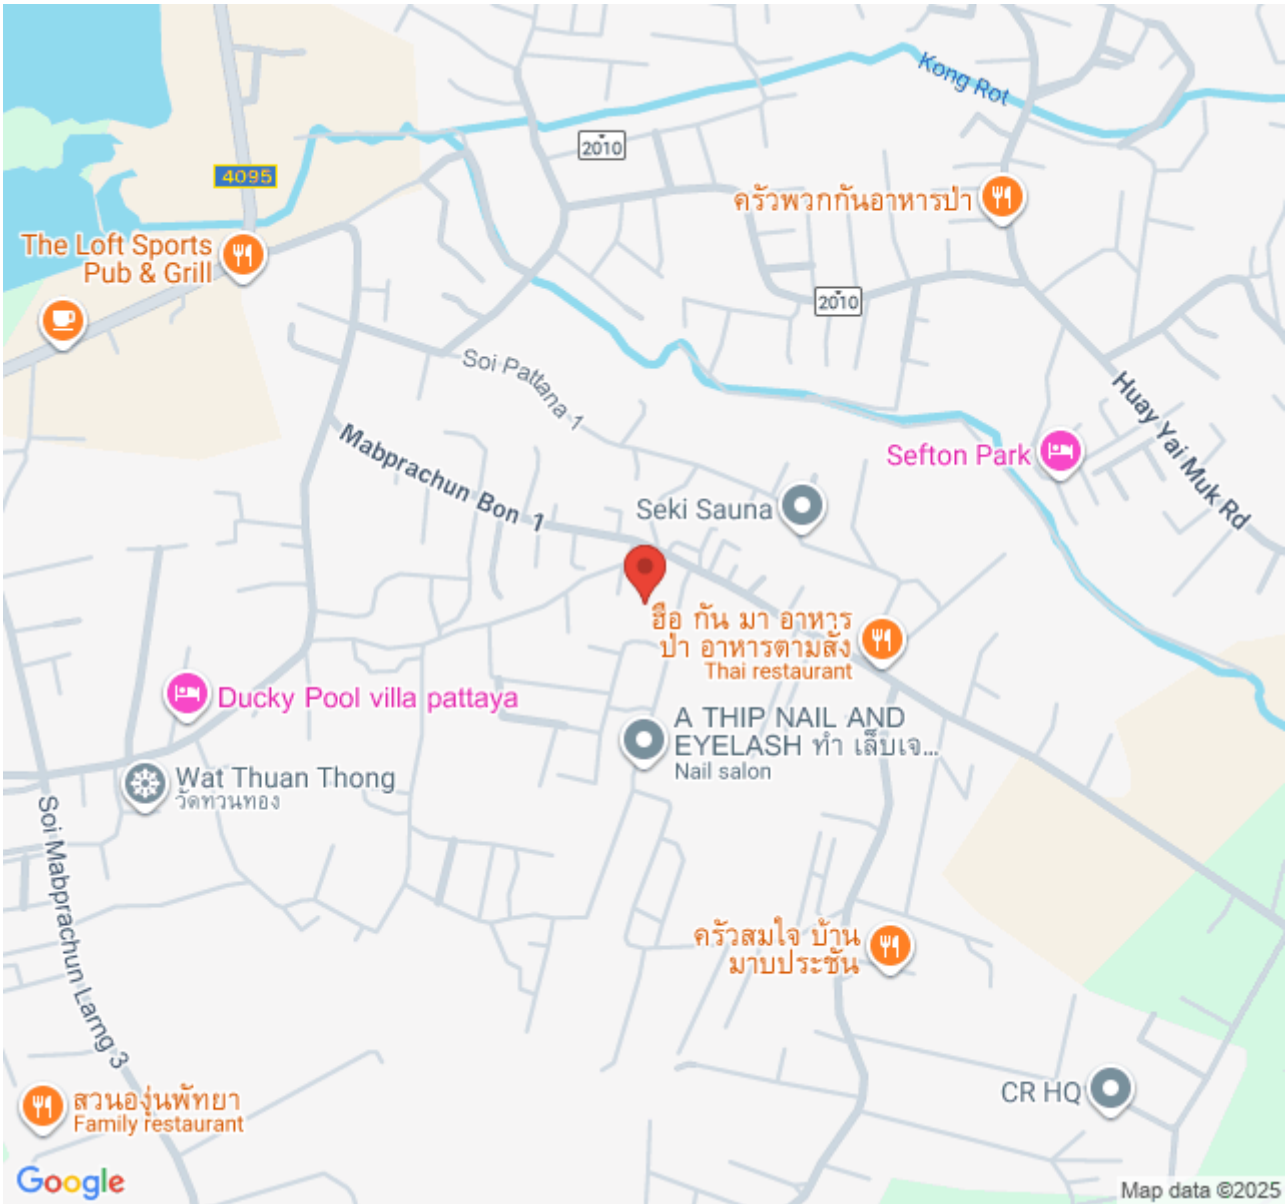 Kong Rot
2010
4095
ครัวพวกกันอาหารป่า
The Loft Sports
Pub & Grill
2010
Soi Pattana 1
Huay Yai Muk Rd
Mabprachun Bon 1
Sefton Park
Seki Sauna
ฮือ กัน มา อาหาร
ป่า อาหารตามสั่ง
Thai restaurant
Ducky Pool villa pattaya
A THIP NAIL AND
EYELASH ทำ เล็บเจ...
Nail salon
Wat Thuan Thong
วัดทวนทอง
Soi Mabprachun Larng 3
ครัวสมใจ บ้าน
มาบประชัน
CR HQ
สวนองุ่นพัทยา
Family restaurant
Google
Map data ©2025